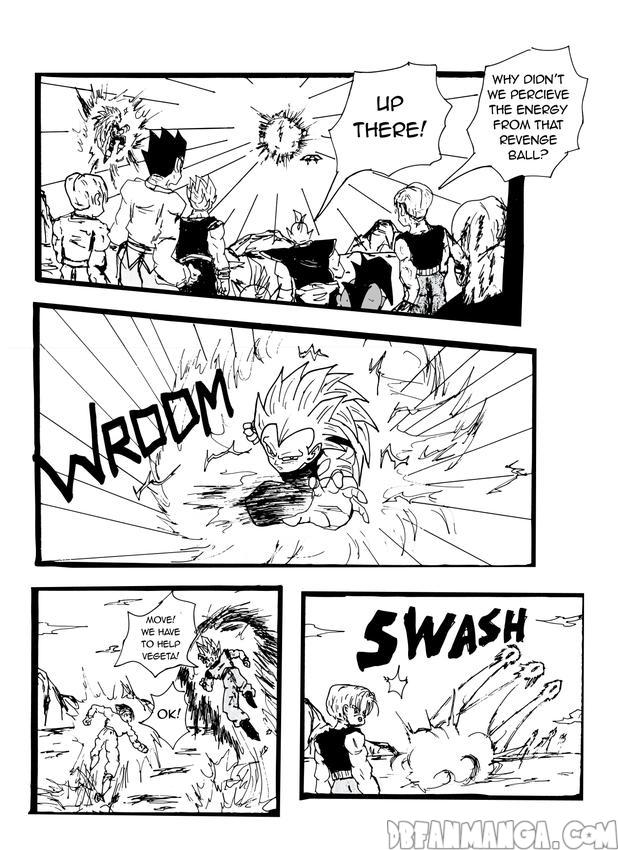 UP
THERE!
WHY DIDN'T
WE PERCIEVE
THE ENERGY
FROM THAT
REVENGE
BALL?
WROOM
MOVE!
WE HAVE
TO HELP
VEGETA!
OK!
SWASH
DBFANMANGA.COM